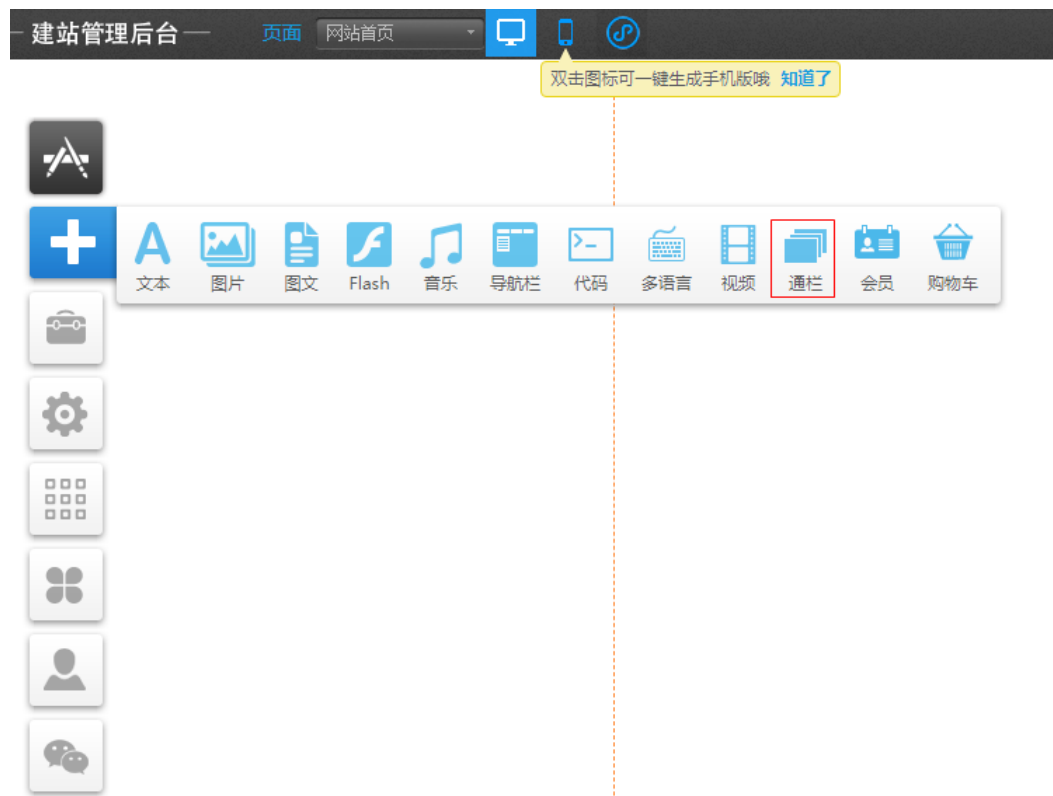 建站管理后台
页面 网站首页
双击图标可一键生成手机版哦 知道了
文本 图片 图文 Flash 音乐 导航栏 代码 多语言 视频 通栏 会员 购物车